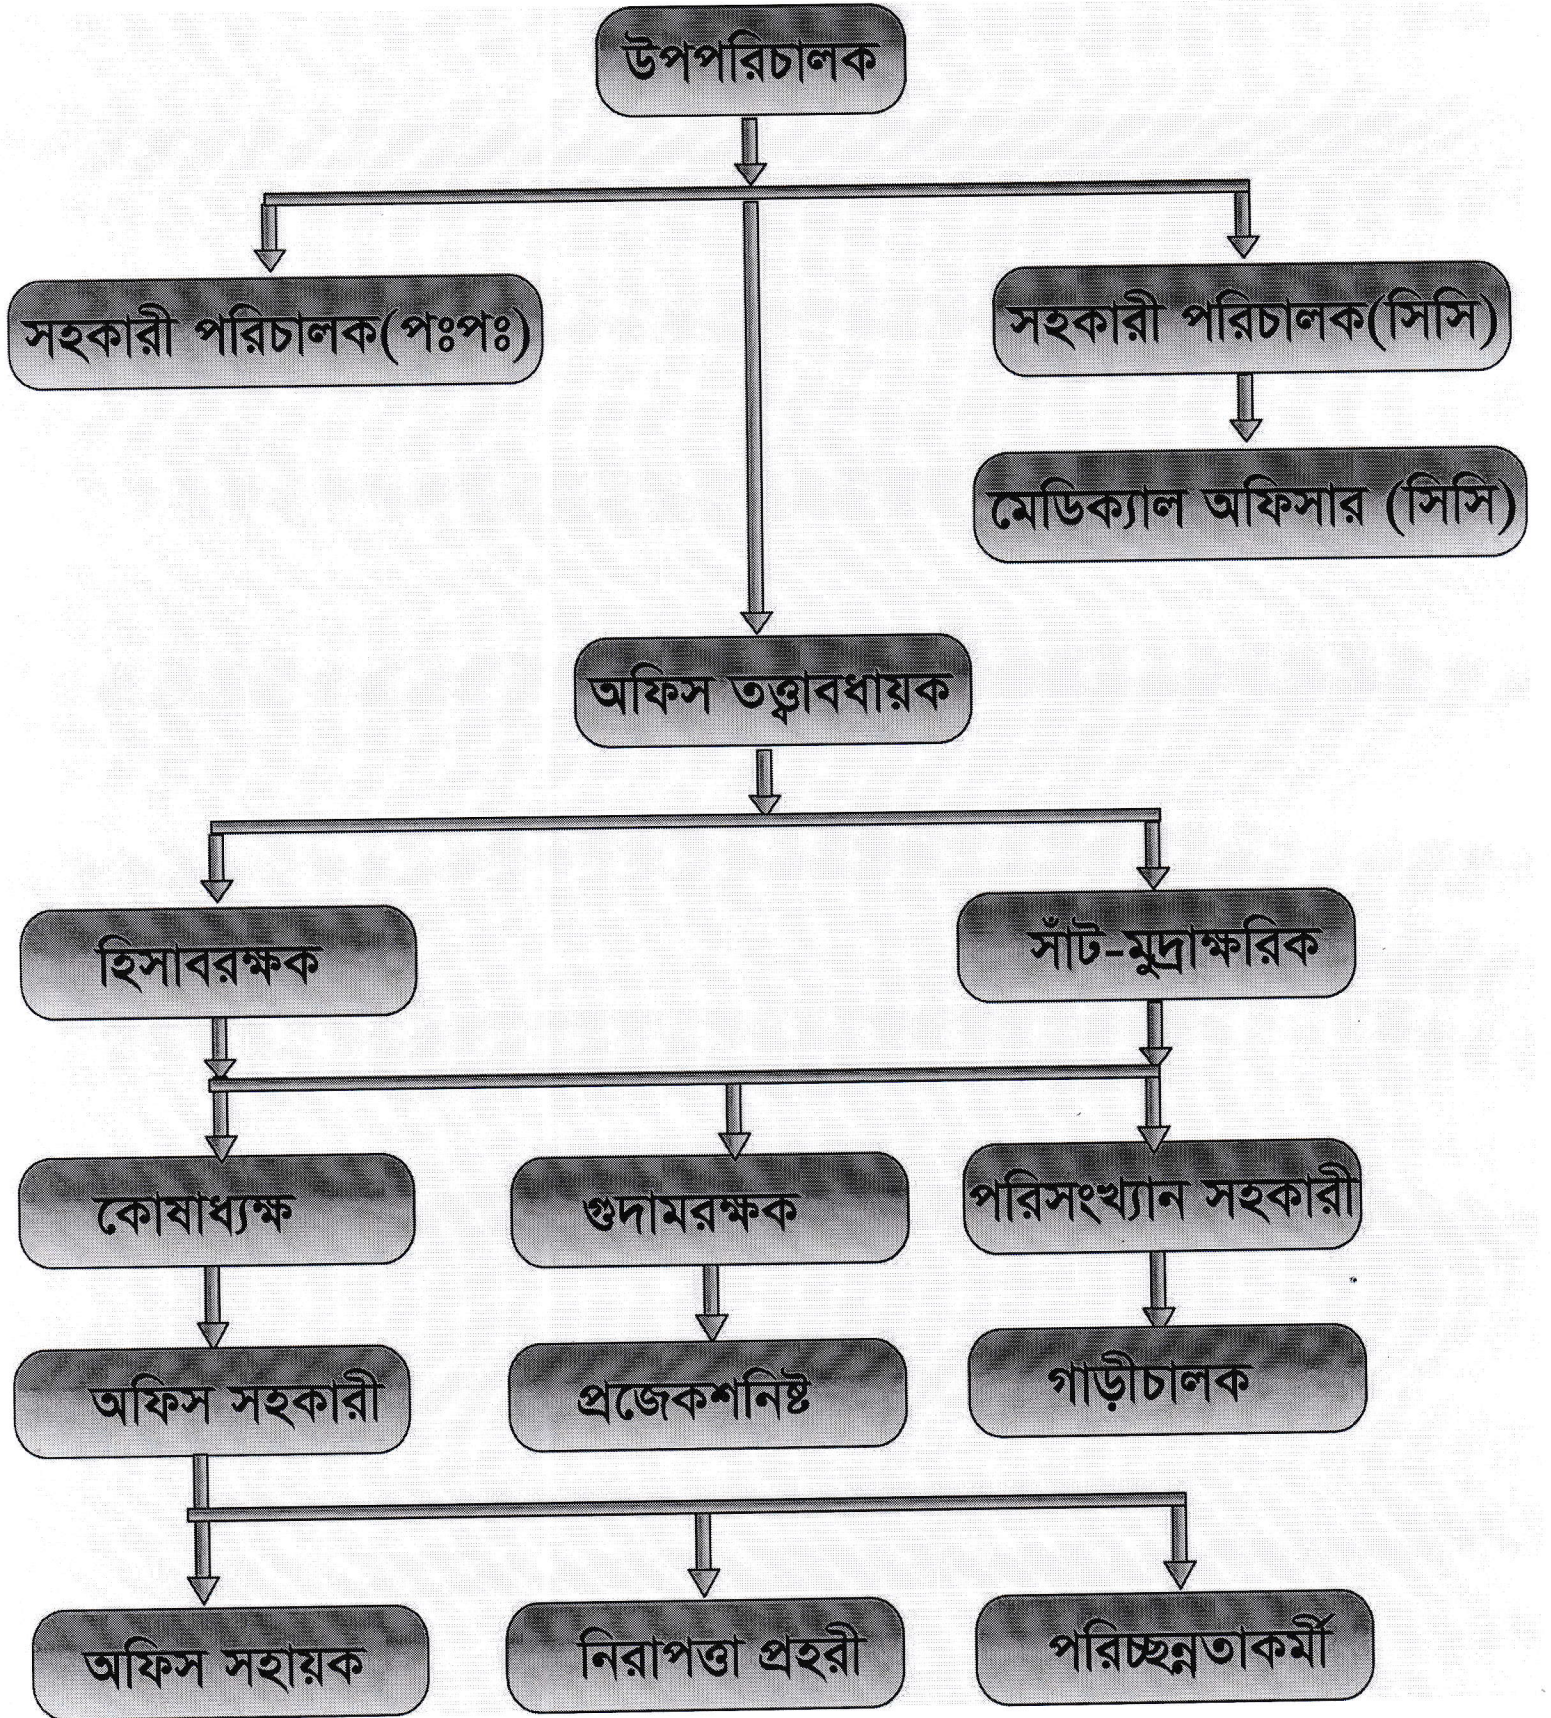 উপপরিচালক
সহকারী পরিচালক(পঃপঃ)
সহকারী পরিচালক(সিসি)
মেডিক্যাল অফিসার (সিসি)
অফিস তত্ত্বাবধায়ক
হিসাবরক্ষক
সাঁট-মুদ্রাক্ষরিক
কোষাধ্যক্ষ
গুদামরক্ষক
পরিসংখ্যান সহকারী
অফিস সহকারী
প্রজেকশনিষ্ট
গাড়ীচালক
অফিস সহায়ক
নিরাপত্তা প্রহরী
পরিচ্ছন্নতাকর্মী